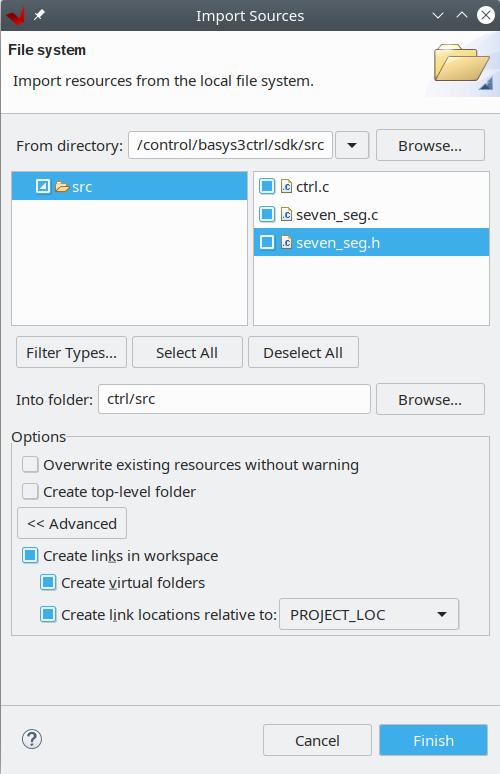 Import Sources
File system
Import resources from the local file system.
From directory: /control/basys3ctrl/sdk/src Browse...
src
ctrl.c
seven_seg.c
seven_seg.h
Filter Types... Select All Deselect All
Into folder: ctrl/src Browse...
Options
Overwrite existing resources without warning
Create top-level folder
<< Advanced
Create links in workspace
Create virtual folders
Create link locations relative to: PROJECT_LOC
Cancel Finish